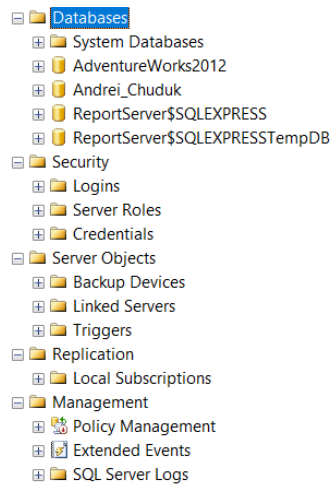 Databases
System Databases
AdventureWorks2012
Andrei_Chuduk
ReportServer$SQLEXPRESS
ReportServer$SQLEXPRESSTempDB
Security
Logins
Server Roles
Credentials
Server Objects
Backup Devices
Linked Servers
Triggers
Replication
Local Subscriptions
Management
Policy Management
Extended Events
SQL Server Logs